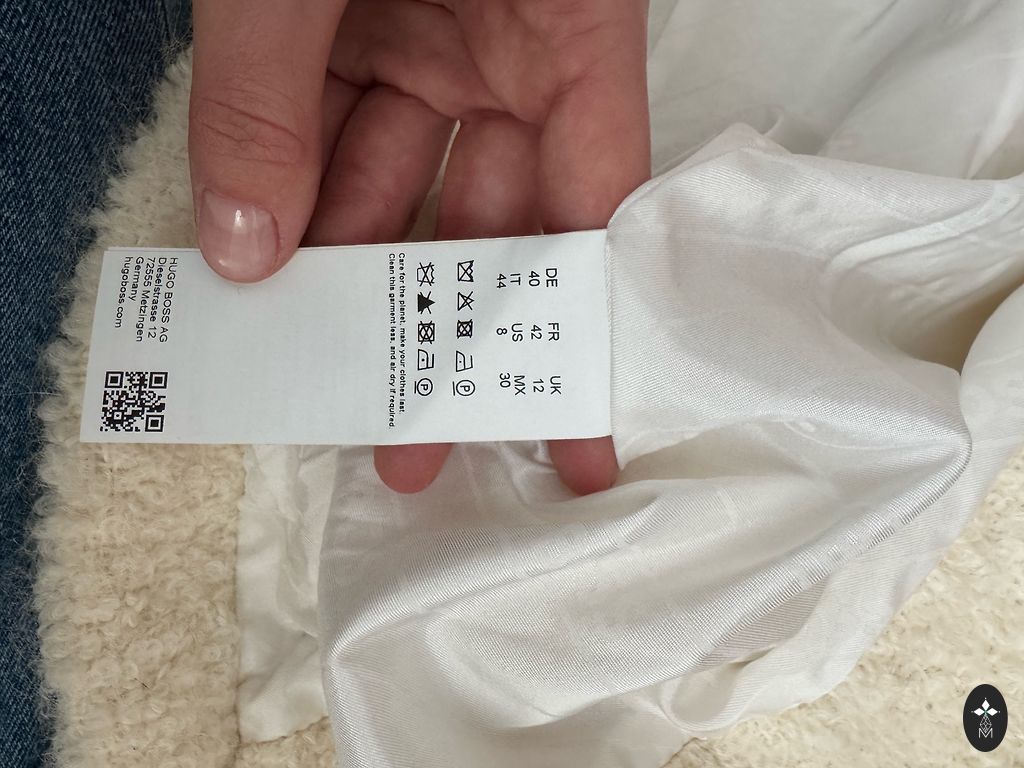 DE FR UK
40 42 12
IT US MX
44 8 30
Care for the planet, make your clothes last.
Clean this garment less, and air dry if required.
HUGO BOSS AG
Dieselstrasse 12
72555 Metzingen
Germany
hugoboss.com